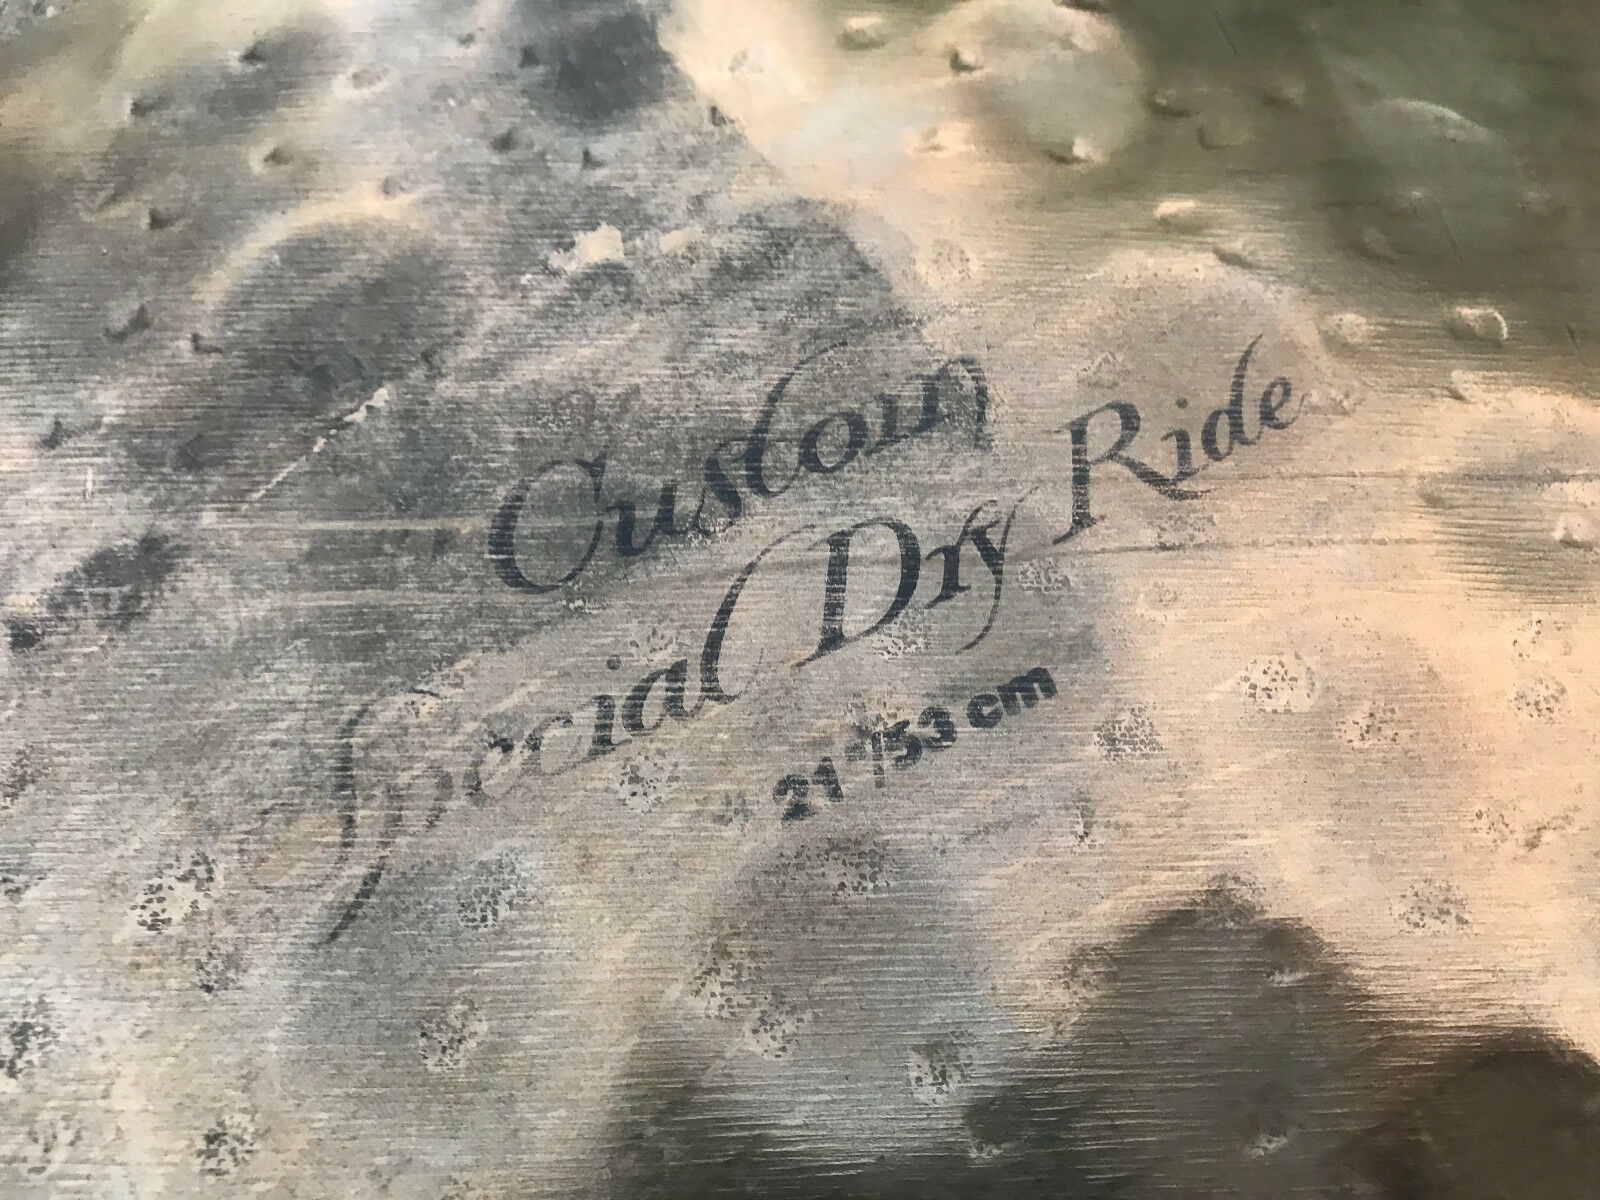 Custom
Special Dry Ride
21"/53 cm